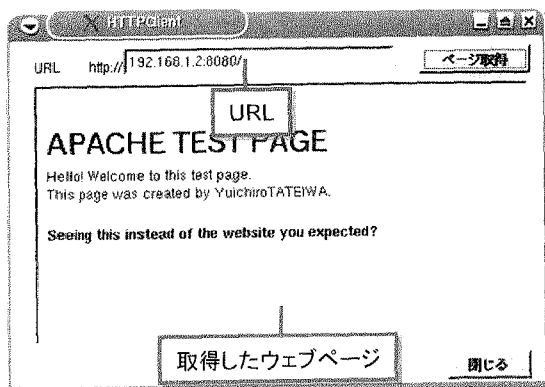 HTTPClient
URL http:// 192.168.1.2:8080/ ページ取得
URL
APACHE TEST PAGE
Hello! Welcome to this test page.
This page was created by YuichiroTATEIWA.
Seeing this instead of the website you expected?
取得したウェブページ
閉じる